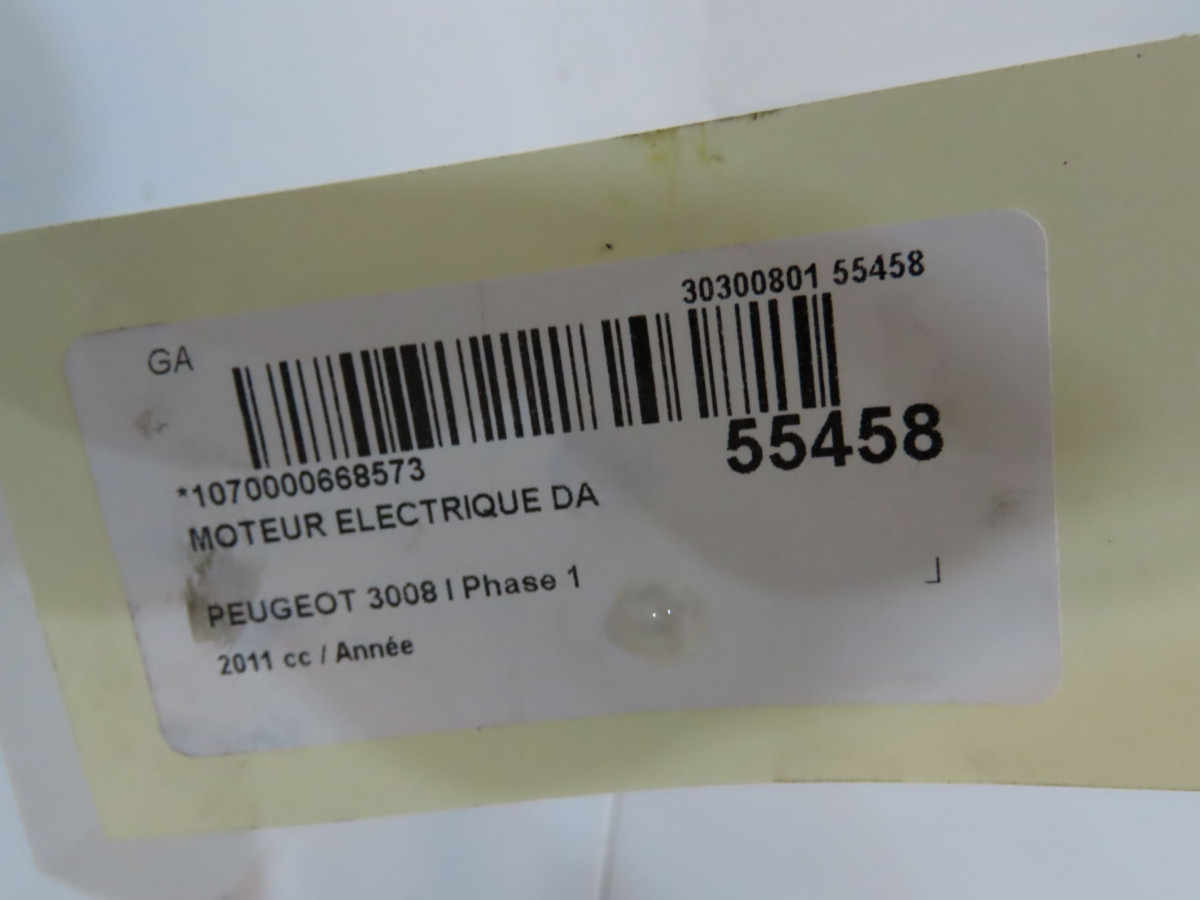 30300801 55458
GA
55458
*1070000668573
MOTEUR ELECTRIQUE DA
PEUGEOT 3008 I Phase 1
2011 cc / Année